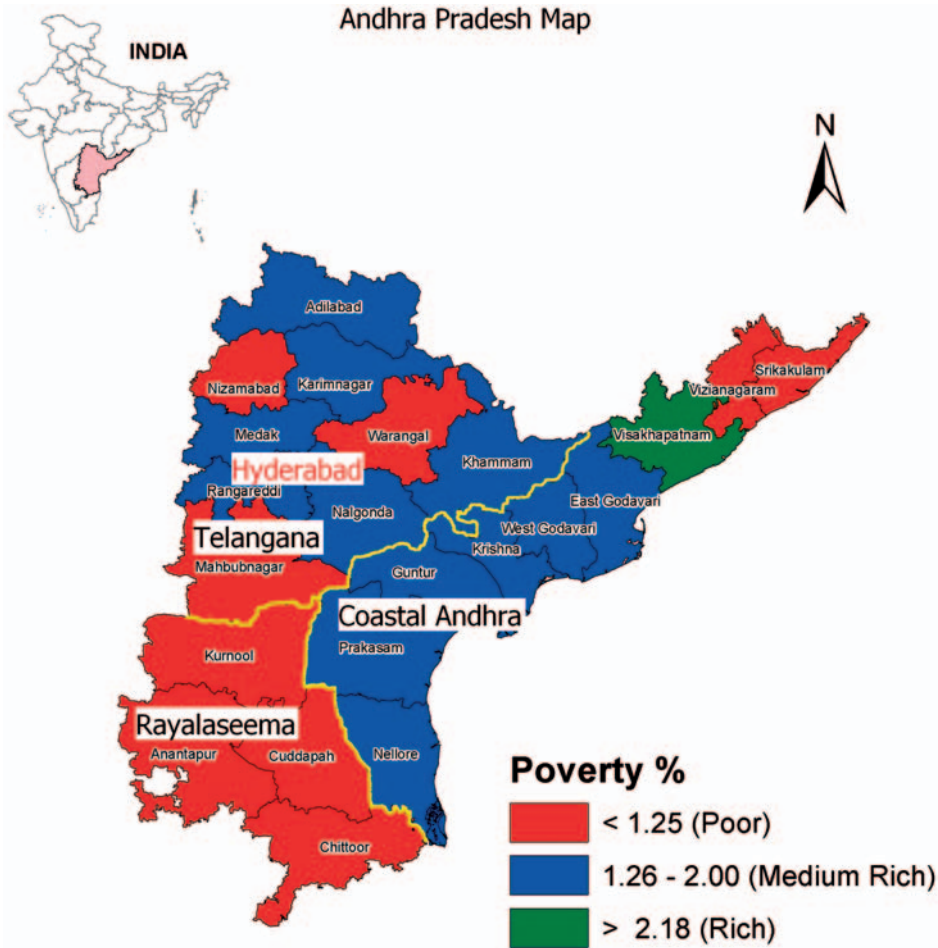 Andhra Pradesh Map
INDIA
N
Adilabad
Nizamabad
Karimnagar
Srikakulam
Vizianagaram
Medak
Warangal
Visakhapatnam
Hyderabad
Khammam
Rangareddi
Nalgonda
East Godavari
West Godavari
Telangana
Krishna
Mahbubnagar
Guntur
Coastal Andhra
Prakasam
Kurnool
Rayalaseema
Anantapur
Cuddapah
Nellore
Chittoor
Poverty %
< 1.25 (Poor)
1.26 - 2.00 (Medium Rich)
> 2.18 (Rich)